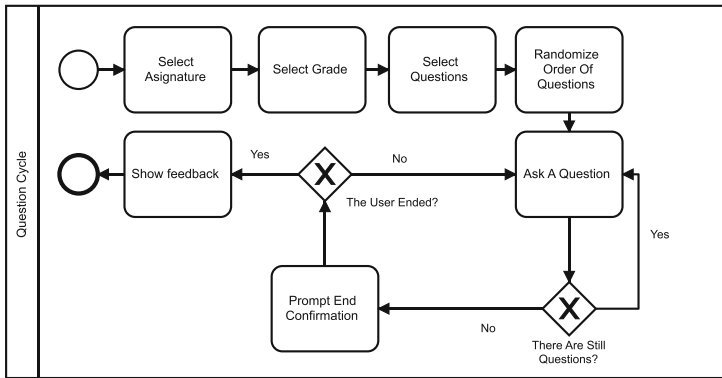 Question Cycle
Select
Asignature
Select Grade
Select
Questions
Randomize
Order Of
Questions
Show feedback
Yes
X
No
The User Ended?
Ask A Question
Yes
Prompt End
Confirmation
No
X
There Are Still
Questions?